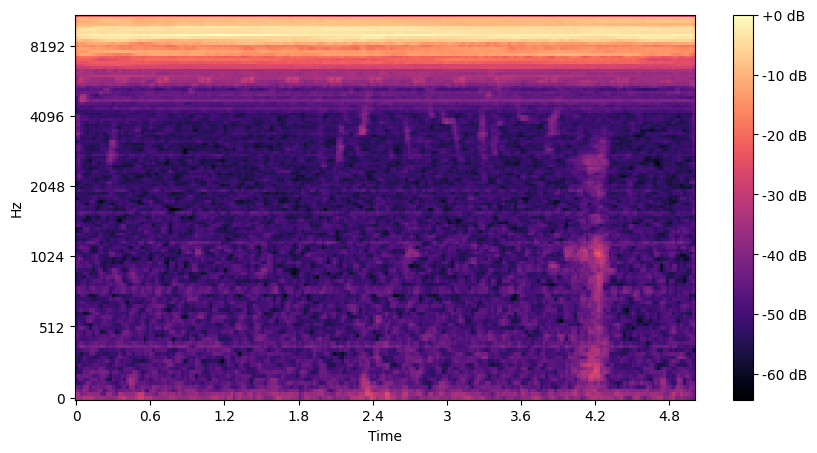 +0 dB
8192
-10 dB
4096
-20 dB
2048
-30 dB
Hz
1024
-40 dB
512
-50 dB
0
-60 dB
0 0.6 1.2 1.8 2.4 3 3.6 4.2 4.8
Time